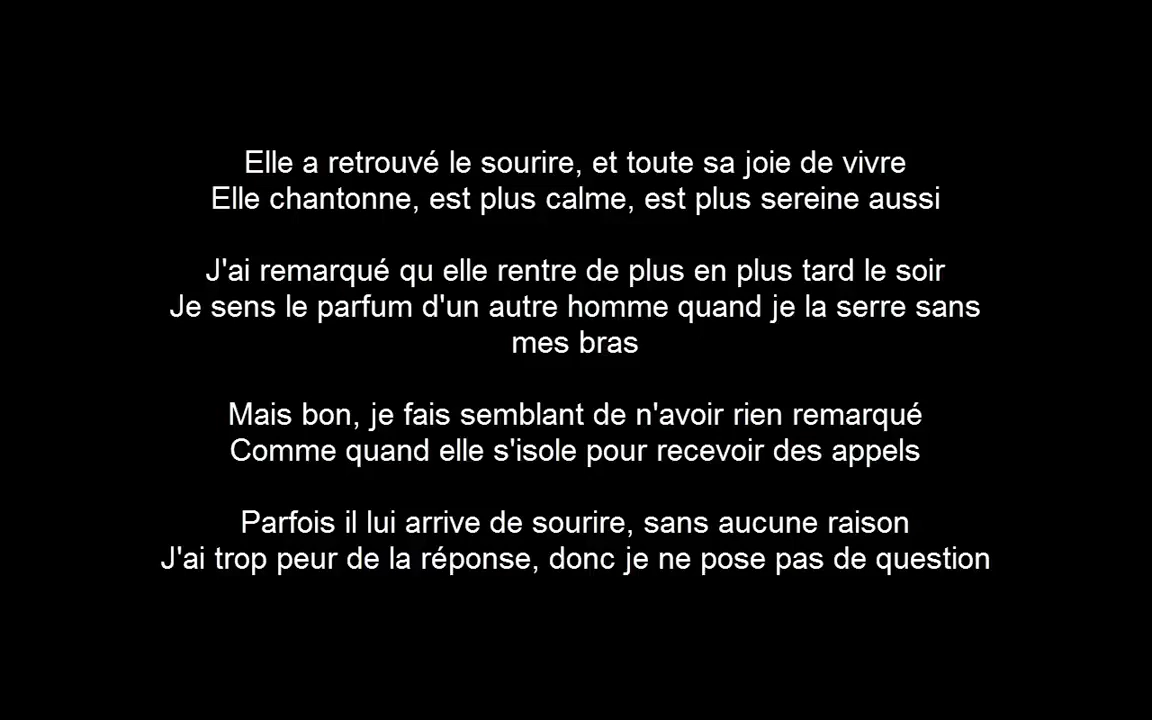 Elle a retrouvé le sourire, et toute sa joie de vivre
Elle chantonne, est plus calme, est plus sereine aussi
J'ai remarqué qu elle rentre de plus en plus tard le soir
Je sens le parfum d'un autre homme quand je la serre sans
mes bras
Mais bon, je fais semblant de n'avoir rien remarqué
Comme quand elle s'isole pour recevoir des appels
Parfois il lui arrive de sourire, sans aucune raison
J'ai trop peur de la réponse, donc je ne pose pas de question